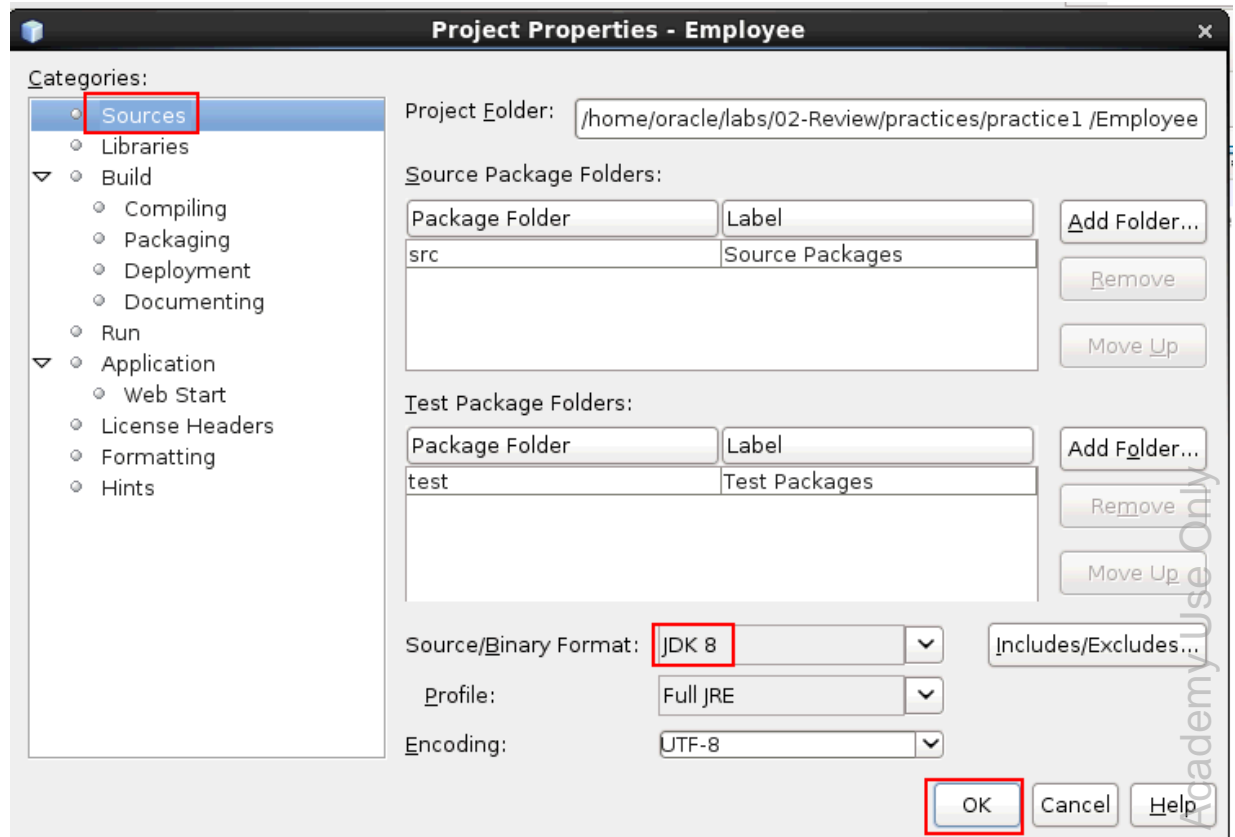 Project Properties - Employee
Categories:
Sources
Libraries
Build
Compiling
Packaging
Deployment
Documenting
Run
Application
Web Start
License Headers
Formatting
Hints
Project Folder: /home/oracle/labs/02-Review/practices/practice1 /Employee
Source Package Folders:
Package Folder Label
src Source Packages
Add Folder...
Remove
Move Up
Test Package Folders:
Package Folder Label
test Test Packages
Add Folder...
Remove
Move Up
Source/Binary Format: JDK 8
Includes/Excludes...
Profile: Full JRE
Encoding: UTF-8
OK Cancel Help
Academy Use Only